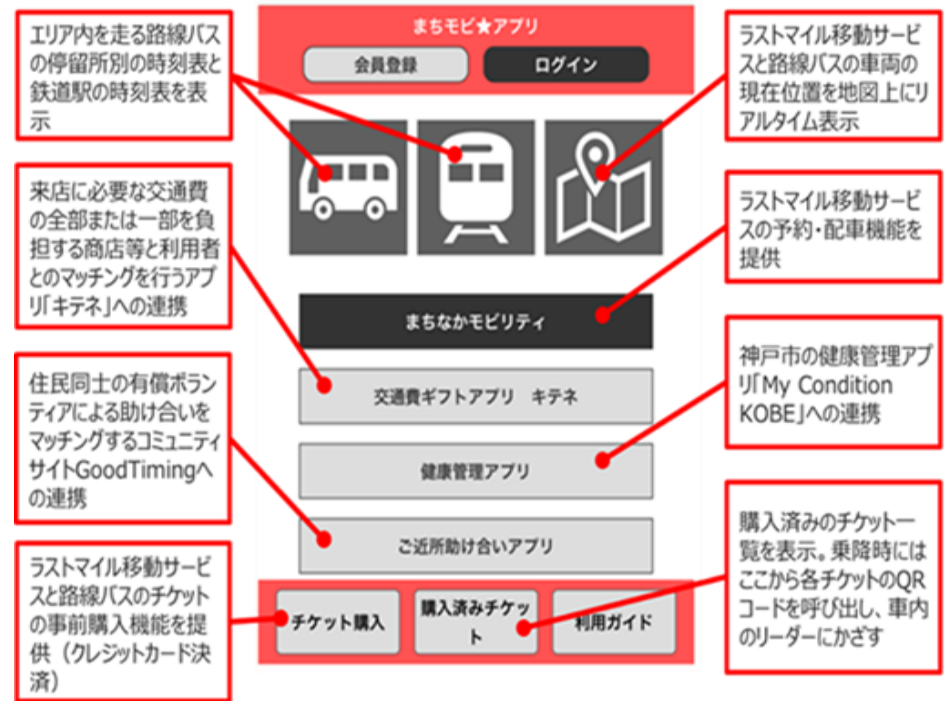 エリア内を走る路線バス
の停留所別の時刻表と
鉄道駅の時刻表を表
示
来店に必要な交通費
の全部または一部を負
担する商店等と利用者
とのマッチングを行うアプ
リ「キテネ」への連携
住民同士の有償ボラン
ティアによる助け合いを
マッチングするコミュニティ
サイトGoodTimingへ
の連携
ラストマイル移動サービ
スと路線バスのチケット
の事前購入機能を提
供（クレジットカード決
済）
まちモビ★アプリ
会員登録
ログイン
まちなかモビリティ
交通費ギフトアプリ　キテネ
健康管理アプリ
ご近所助け合いアプリ
チケット購入
購入済みチケッ
ト
利用ガイド
ラストマイル移動サービ
スと路線バスの車両の
現在位置を地図上にリ
アルタイム表示
ラストマイル移動サービ
スの予約・配車機能を
提供
神戸市の健康管理アプ
リ「My Condition
KOBE」への連携
購入済みのチケット一
覧を表示。乗降時には
ここから各チケットのQR
コードを呼び出し、車内
のリーダーにかざす